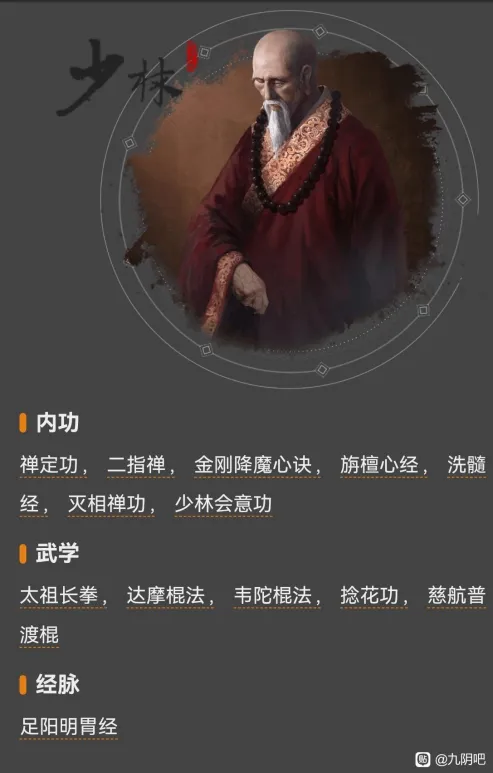 少林
内功
禅定功， 二指禅， 金刚降魔心诀， 旃檀心经， 洗髓
经， 灭相禅功， 少林会意功
武学
太祖长拳， 达摩棍法， 韦陀棍法， 捻花功， 慈航普
渡棍
经脉
足阳明胃经
贴 @九阴吧